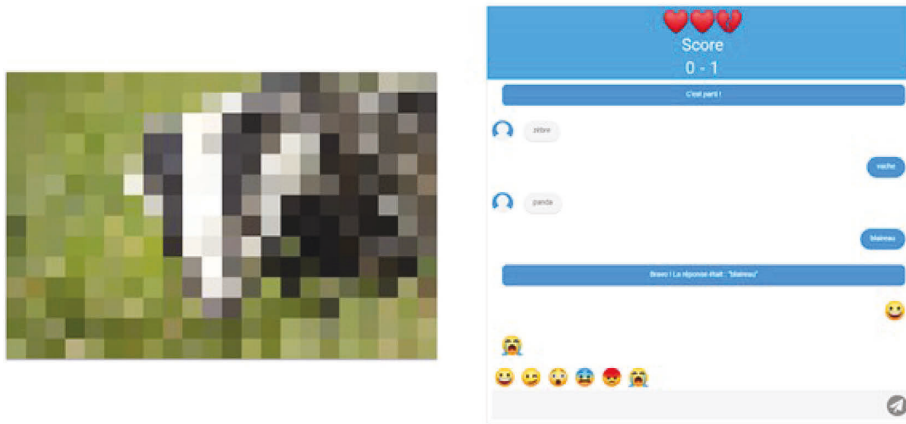 Score
0 - 1
C'est parti !
zèbre
vache
panda
blaireau
Bravo ! La réponse était : "blaireau"